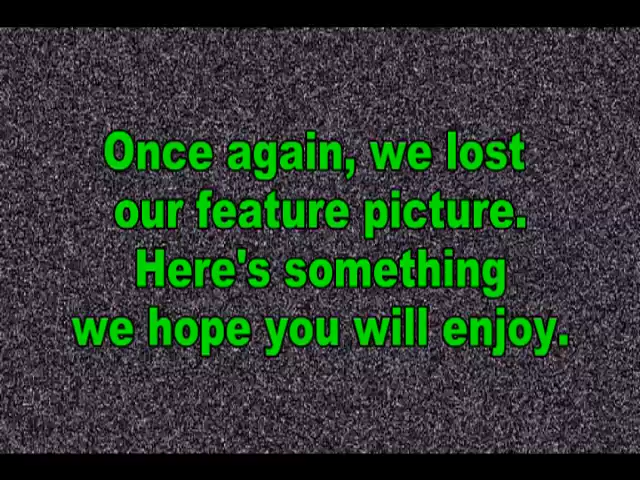 Once again, we lost
our feature picture.
Here's something
we hope you will enjoy.